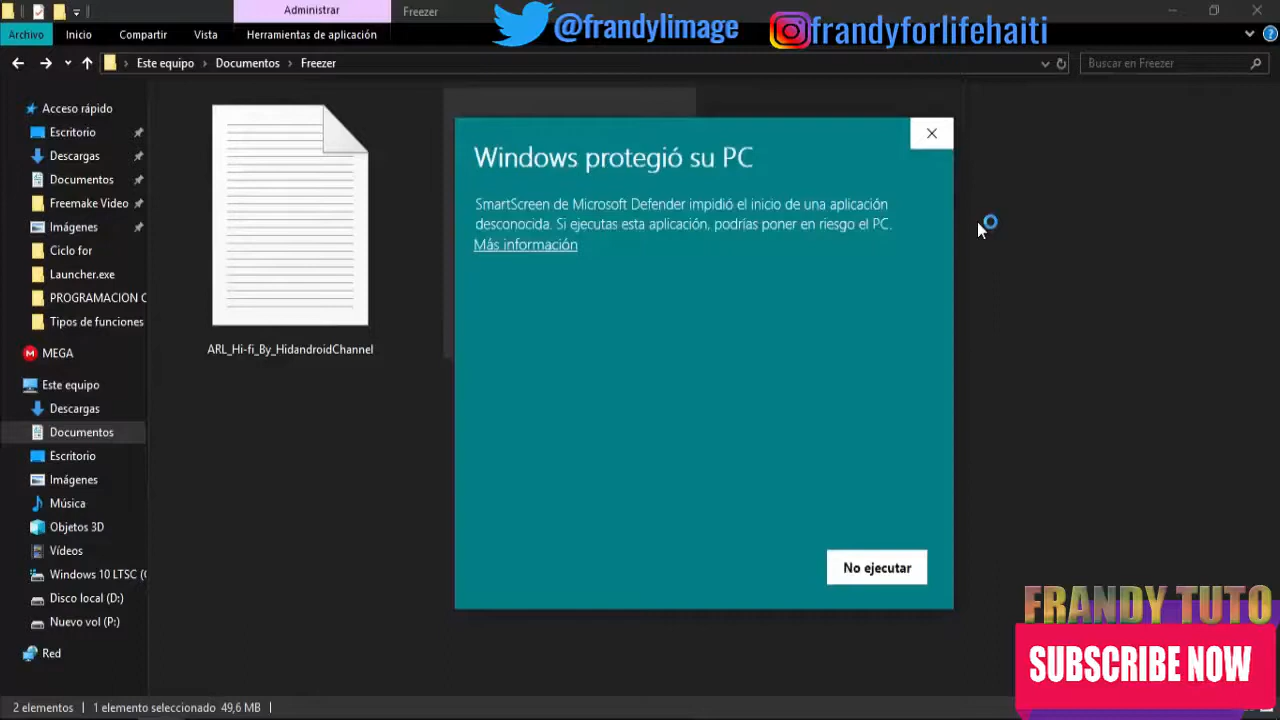 Administrar
Freezer
@frandylimage
frandyforlifehaiti
Archivo
Inicio
Compartir
Vista
Herramientas de aplicación
Este equipo
Documentos
Freezer
Buscar en Freezer
Acceso rápido
Escritorio
Descargas
Documentos
Freemake Video
Imágenes
Ciclo for
Launcher.exe
PROGRAMACION C
Tipos de funciones
MEGA
Este equipo
Descargas
Documentos
Escritorio
Imágenes
Música
Objetos 3D
Vídeos
Windows 10 LTSC (
Disco local (D:)
Nuevo vol (P:)
Red
ARL_Hi-fi_By_HidandroidChannel
Windows protegió su PC
SmartScreen de Microsoft Defender impidió el inicio de una aplicación
desconocida. Si ejecutas esta aplicación, podrías poner en riesgo el PC.
Más información
No ejecutar
FRANDY TUTO
SUBSCRIBE NOW
2 elementos
1 elemento seleccionado 49,6 MB